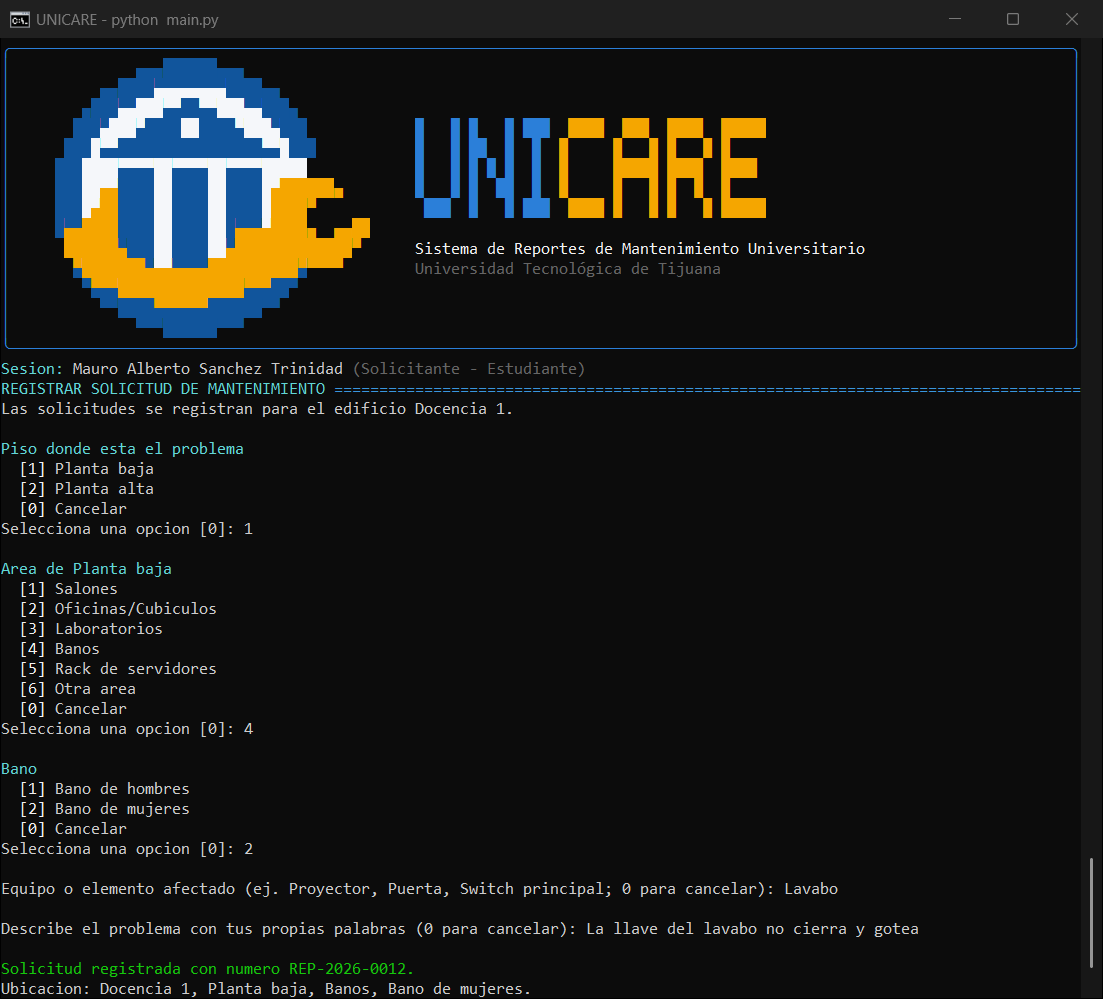 UNICARE - python  main.py
UNICARE
Sistema de Reportes de Mantenimiento Universitario
Universidad Tecnológica de Tijuana
Sesion: Mauro Alberto Sanchez Trinidad (Solicitante - Estudiante)
REGISTRAR SOLICITUD DE MANTENIMIENTO ===================================================================================
Las solicitudes se registran para el edificio Docencia 1.
Piso donde esta el problema
[1] Planta baja
[2] Planta alta
[0] Cancelar
Selecciona una opcion [0]: 1
Area de Planta baja
[1] Salones
[2] Oficinas/Cubiculos
[3] Laboratorios
[4] Banos
[5] Rack de servidores
[6] Otra area
[0] Cancelar
Selecciona una opcion [0]: 4
Bano
[1] Bano de hombres
[2] Bano de mujeres
[0] Cancelar
Selecciona una opcion [0]: 2
Equipo o elemento afectado (ej. Proyector, Puerta, Switch principal; 0 para cancelar): Lavabo
Describe el problema con tus propias palabras (0 para cancelar): La llave del lavabo no cierra y gotea
Solicitud registrada con numero REP-2026-0012.
Ubicacion: Docencia 1, Planta baja, Banos, Bano de mujeres.